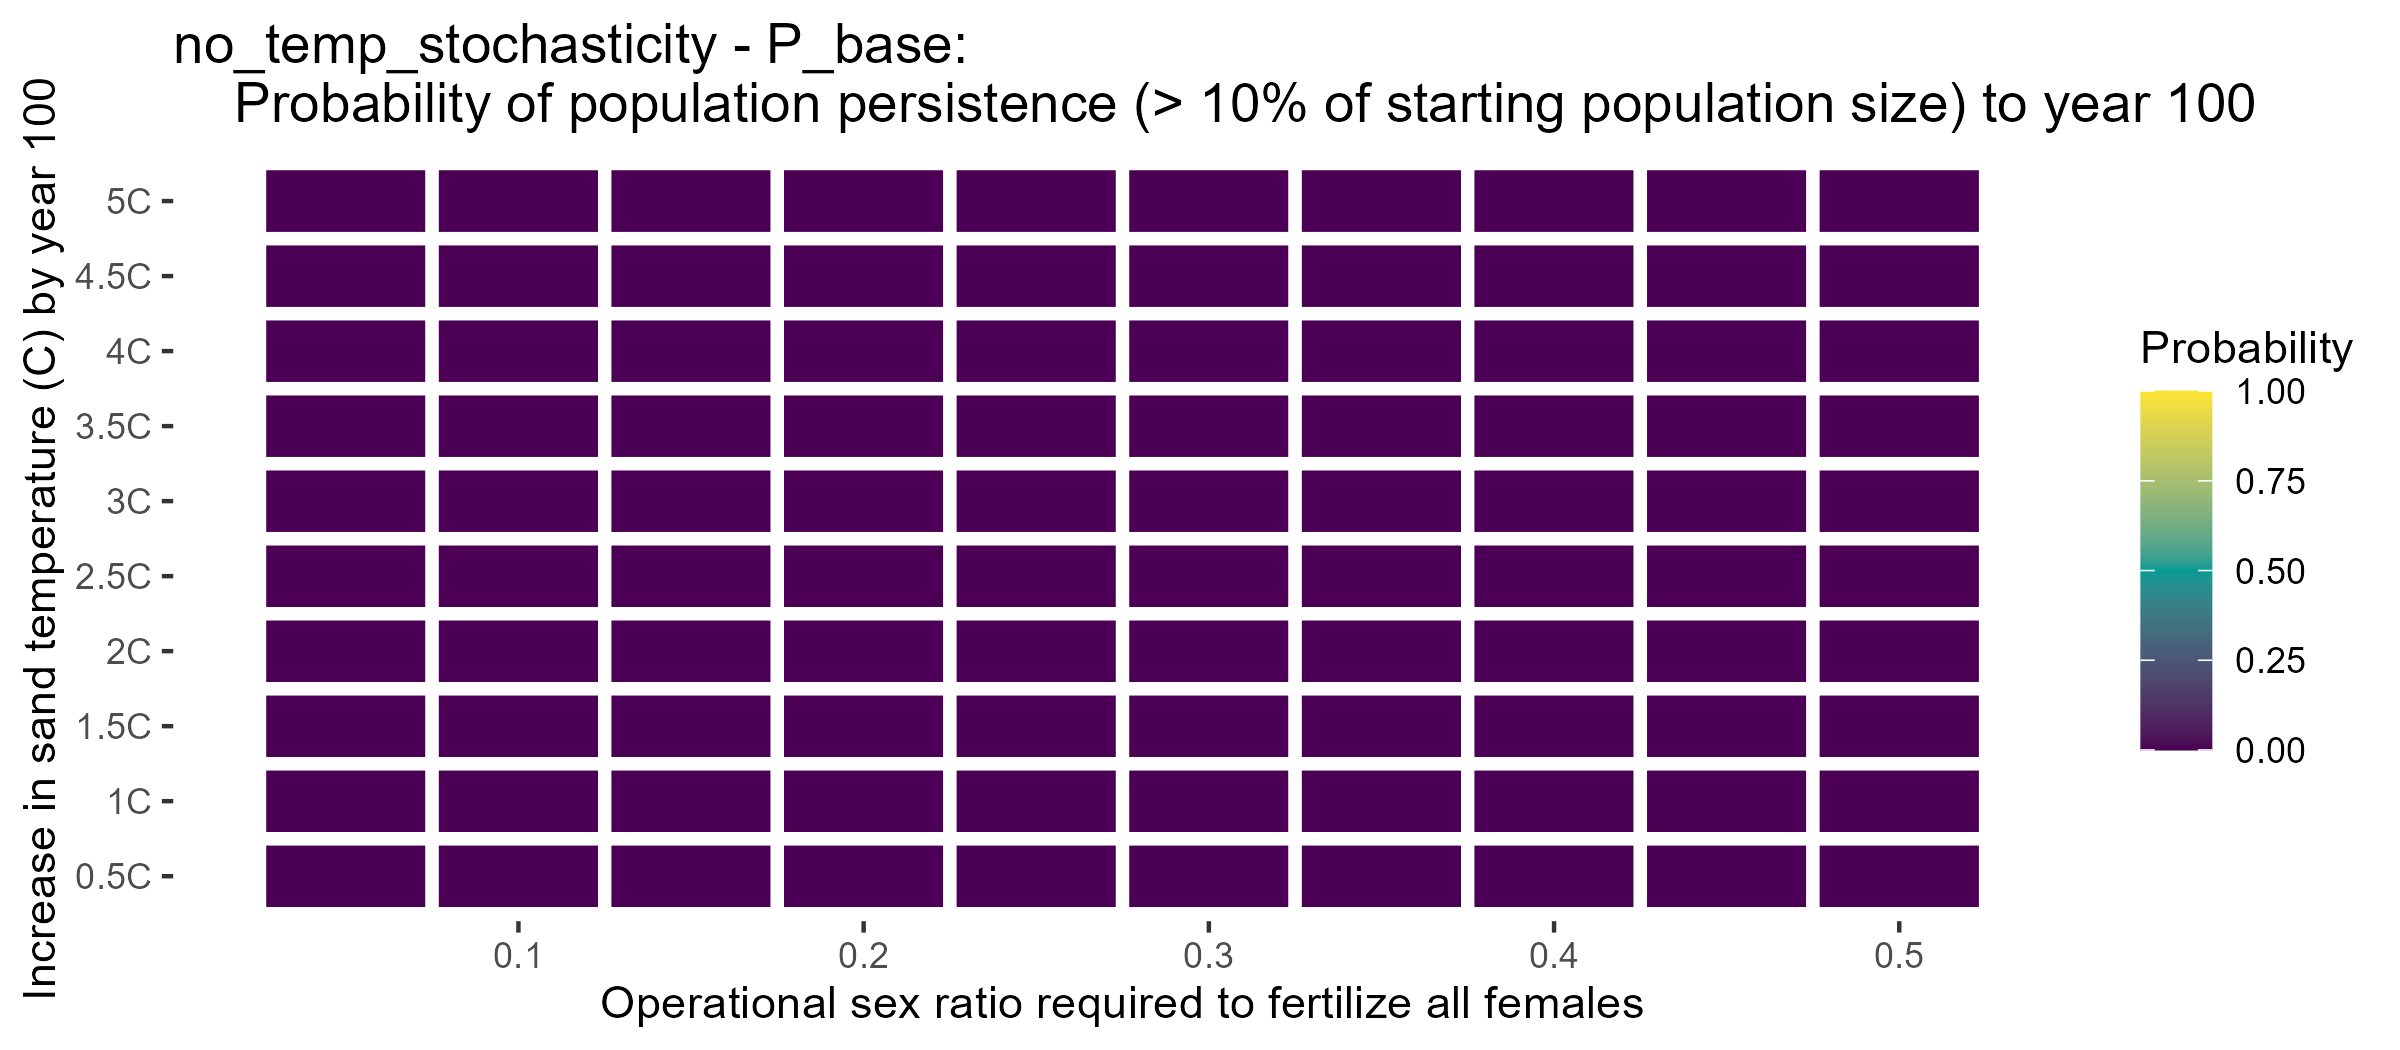 no_temp_stochasticity - P_base:
Probability of population persistence (> 10% of starting population size) to year 100
Increase in sand temperature (C) by year 100
5C
4.5C
4C
3.5C
3C
2.5C
2C
1.5C
1C
0.5C
0.1
0.2
0.3
0.4
0.5
Operational sex ratio required to fertilize all females
Probability
1.00
0.75
0.50
0.25
0.00